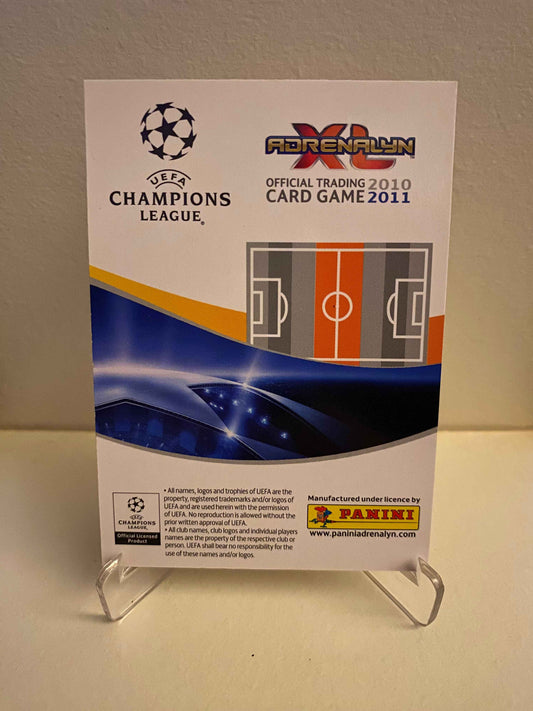 UEFA
CHAMPIONS
LEAGUE®
ADRENALYN
XL
OFFICIAL TRADING 2010
CARD GAME 2011
• All names, logos and trophies of UEFA are the
property, registered trademarks and/or logos of
UEFA and are used herein with the permission
of UEFA. No reproduction is allowed without the
prior written approval of UEFA.
• All club names, club logos and individual players
names are the property of the respective club or
person. UEFA shall bear no responsibility for the
use of these names and/or logos.
UEFA
CHAMPIONS
LEAGUE
Official Licensed
Product
Manufactured under licence by
PANINI
www.paniniadrenalyn.com